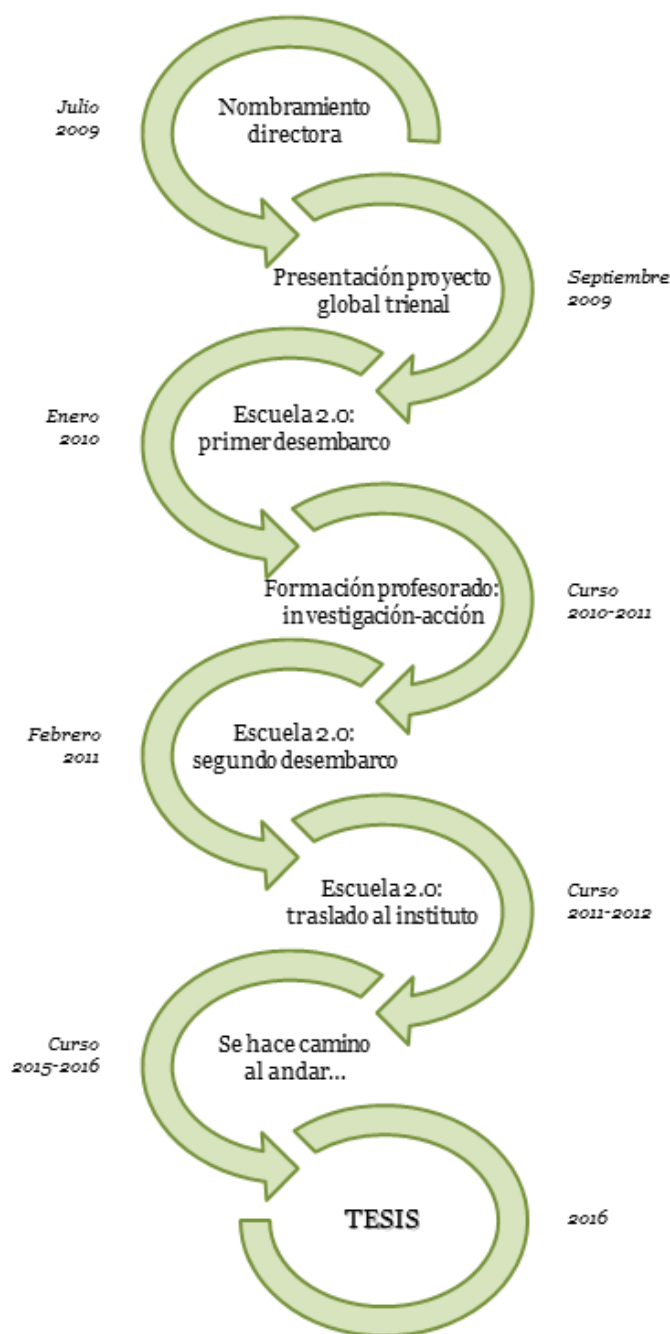 Julio
2009
Nombramiento
directora
Presentación proyecto
global trienal
Septiembre
2009
Enero
2010
Escuela 2.0:
primer desembarco
Formación profesorado:
investigación-acción
Curso
2010-2011
Febrero
2011
Escuela 2.0:
segundo desembarco
Escuela 2.0:
traslado al instituto
Curso
2011-2012
Curso
2015-2016
Se hace camino
al andar...
TESIS
2016